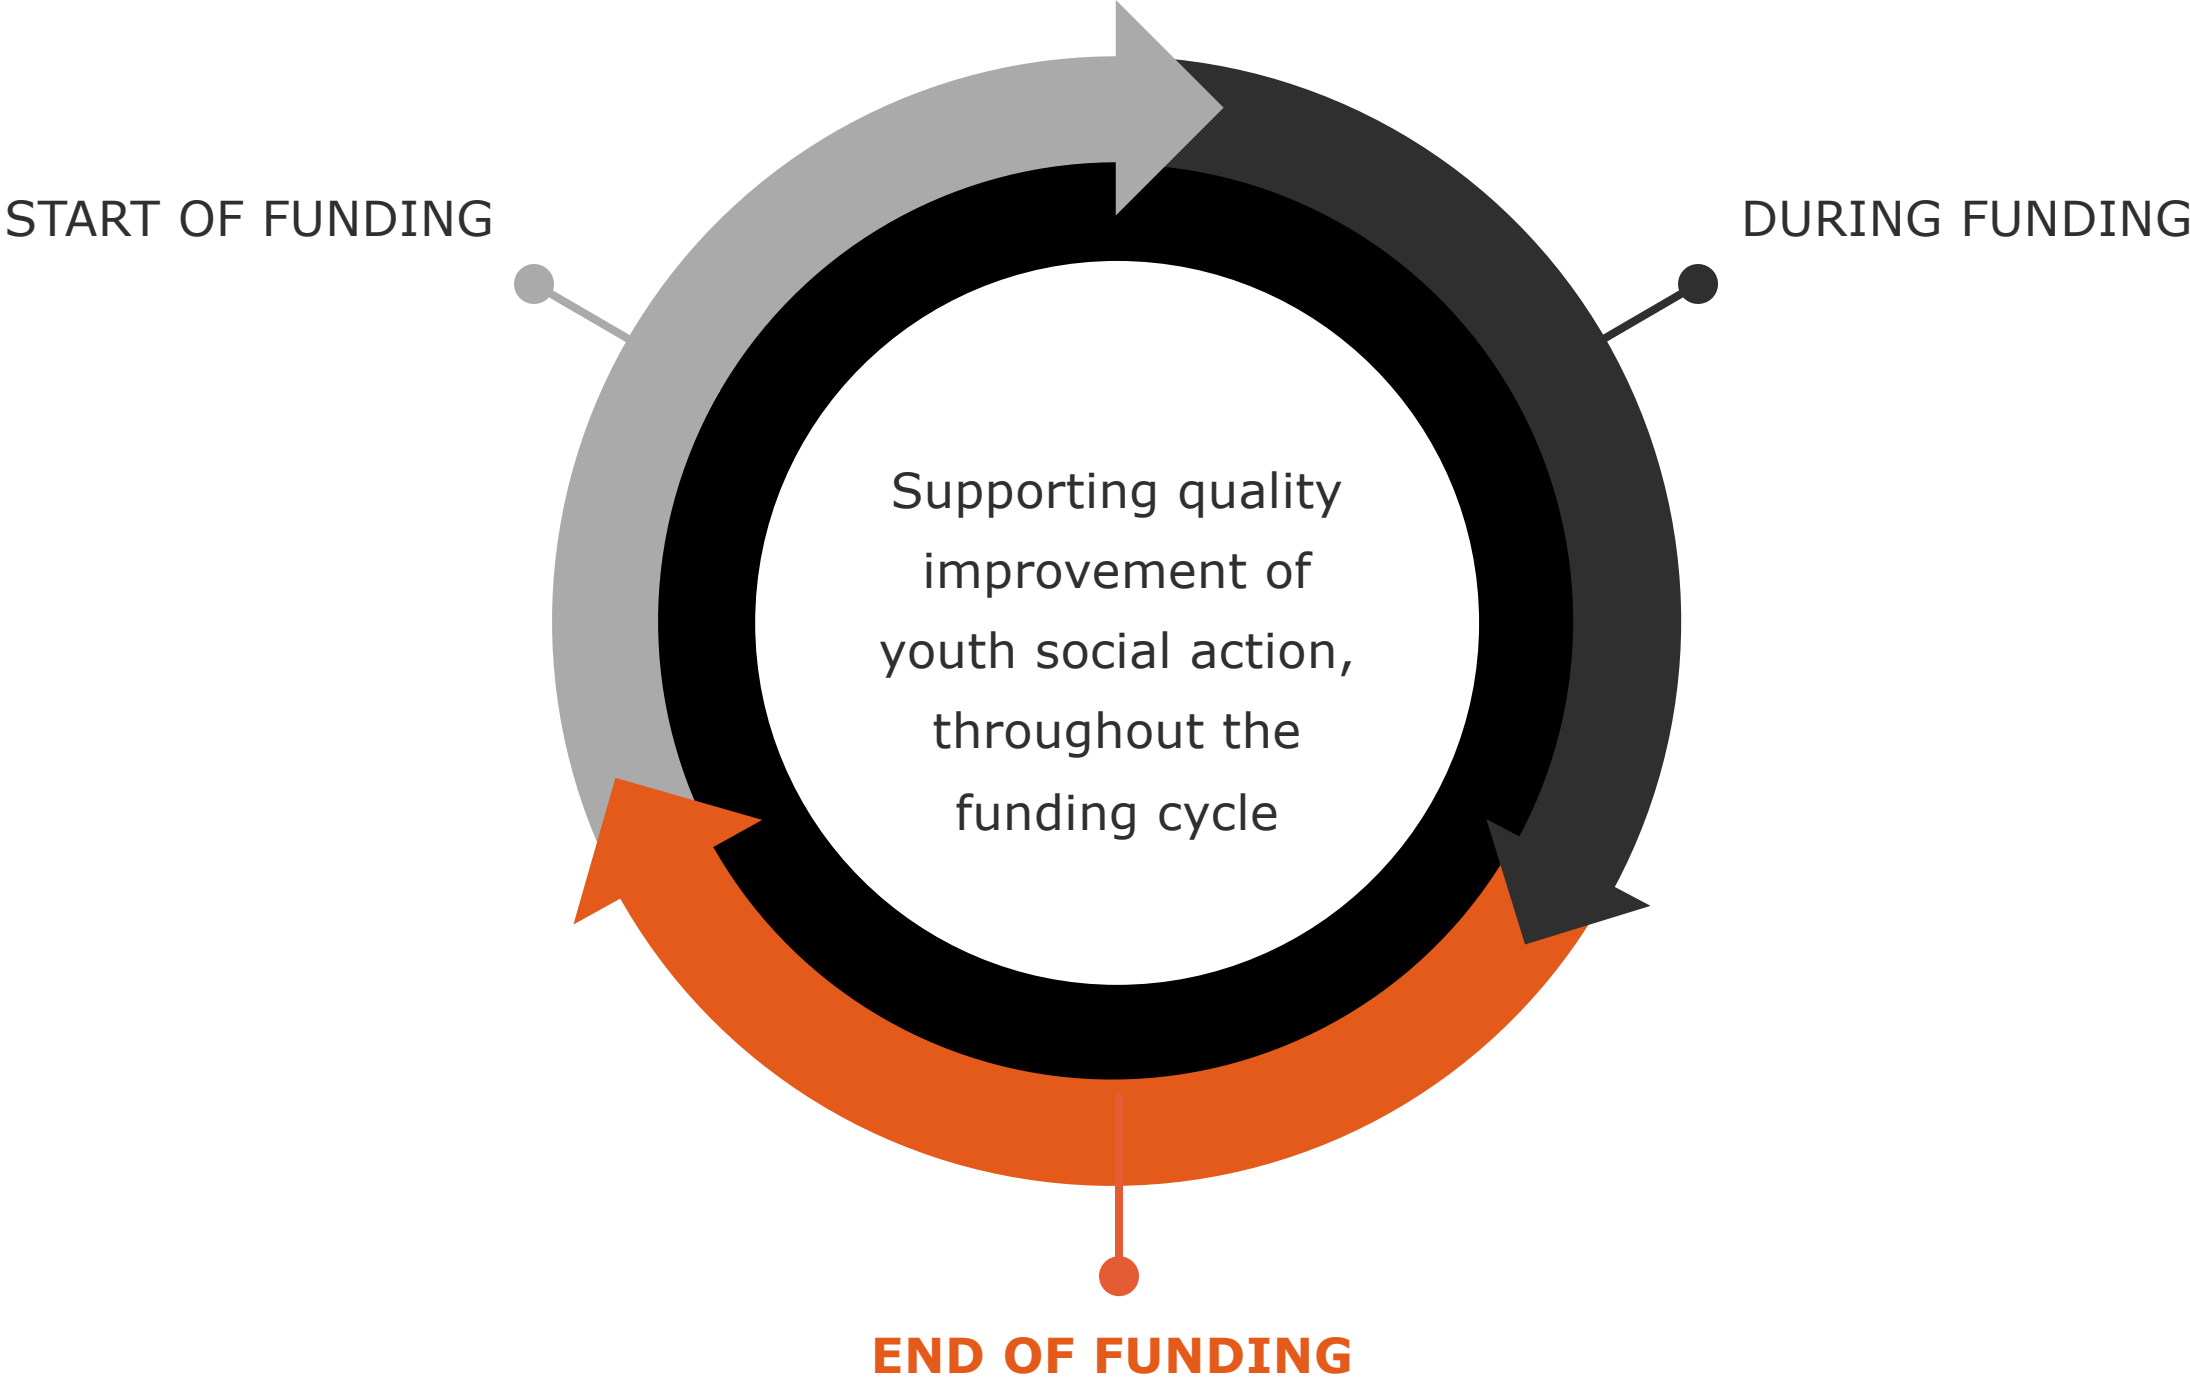 START OF FUNDING
DURING FUNDING
Supporting quality
improvement of
youth social action,
throughout the
funding cycle
END OF FUNDING